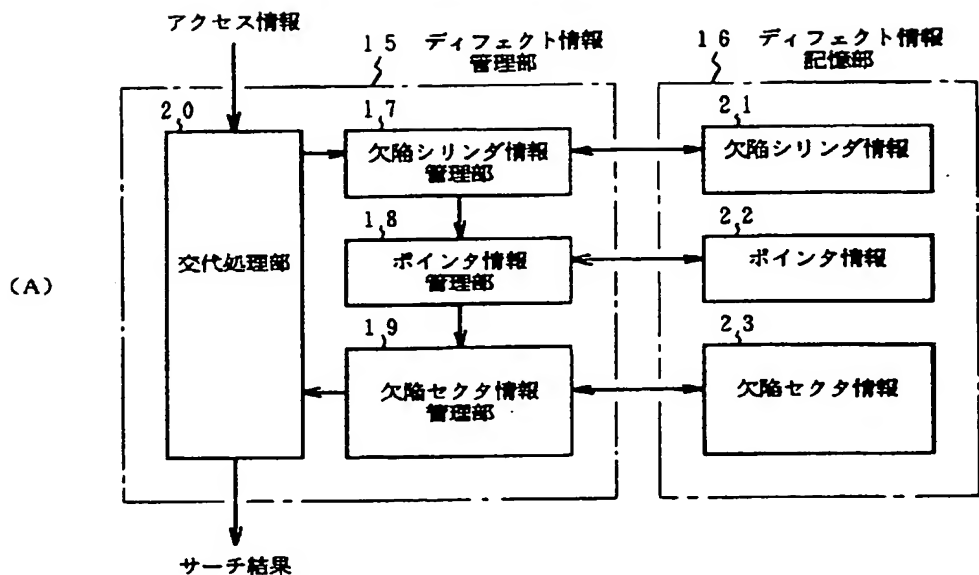 アクセス情報
15 ディフェクト情報
管理部
16 ディフェクト情報
記憶部
20
17
21
欠陥シリンダ情報
管理部
欠陥シリンダ情報
18
22
交代処理部
ポインタ情報
管理部
ポインタ情報
(A)
19
23
欠陥セクタ情報
管理部
欠陥セクタ情報
サーチ結果